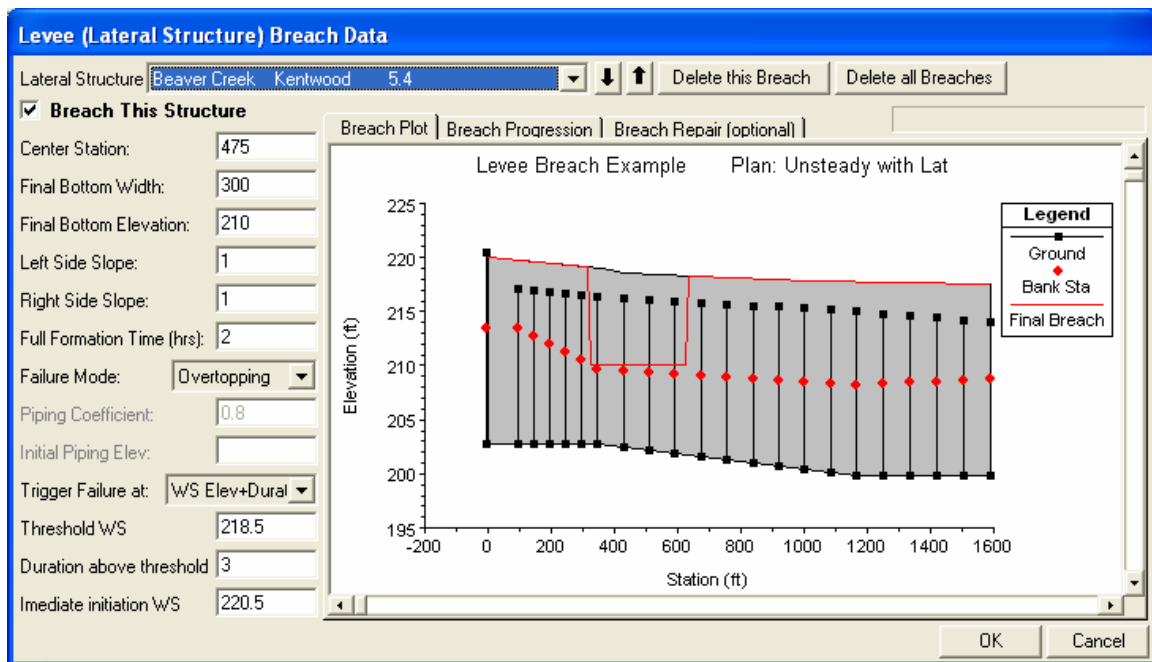 Levee (Lateral Structure) Breach Data
Lateral Structure Beaver Creek Kentwood 5.4 Delete this Breach Delete all Breaches
Breach This Structure
Center Station: 475
Final Bottom Width: 300
Final Bottom Elevation: 210
Left Side Slope: 1
Right Side Slope: 1
Full Formation Time (hrs): 2
Failure Mode: Overtopping
Piping Coefficient: 0.8
Initial Piping Elev:
Trigger Failure at: WS Elev+Durat
Threshold WS 218.5
Duration above threshold 3
Imediate initiation WS 220.5
Breach Plot Breach Progression Breach Repair (optional)
Levee Breach Example Plan: Unsteady with Lat
225
220
215
210
205
200
195
Elevation (ft)
-200 0 200 400 600 800 1000 1200 1400 1600
Station (ft)
Legend
Ground
Bank Sta
Final Breach
OK Cancel